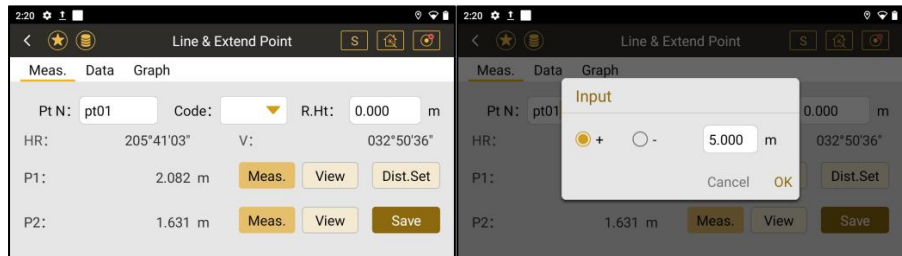 2:20
Line & Extend Point S
Meas. Data Graph
Pt N: pt01 Code: R.Ht: 0.000 m
HR: 205°41'03" V: 032°50'36"
P1: 2.082 m Meas. View Dist.Set
P2: 1.631 m Meas. View Save
2:20
Line & Extend Point S
Meas. Data Graph
Input
Pt N: pt01 0.000 m
HR: + - 5.000 m 032°50'36"
P1: Cancel OK Dist.Set
P2: 1.631 m Meas. View Save